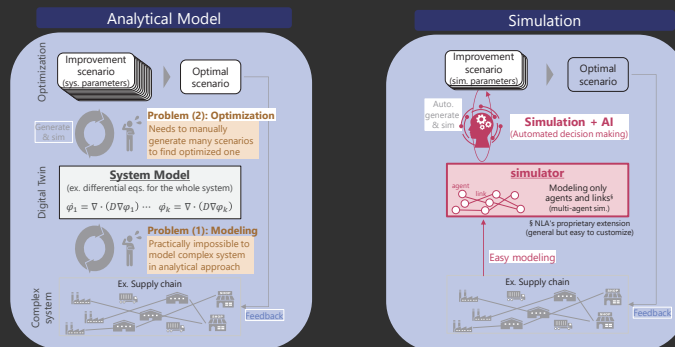 Analytical Model
Optimization
Improvement
scenario
(sys. parameters)
Optimal
scenario
Generate
& sim
Problem (2): Optimization
Needs to manually
generate many scenarios
to find optimized one
Digital Twin
System Model
(ex. differential eqs. for the whole system)
φ̇₁ = ∇ · (D∇φ₁) ⋯ φ̇ₖ = ∇ · (D∇φₖ)
Problem (1): Modeling
Practically impossible to
model complex system
in analytical approach
Complex
system
Ex. Supply chain
Feedback
Simulation
Improvement
scenario
(sim. parameters)
Optimal
scenario
Auto.
generate
& sim
Simulation + AI
(Automated decision making)
simulator
agent
link
Modeling only
agents and links§
(multi-agent sim.)
§ NLA's proprietary extension
(general but easy to customize)
Easy modeling
Ex. Supply chain
Feedback